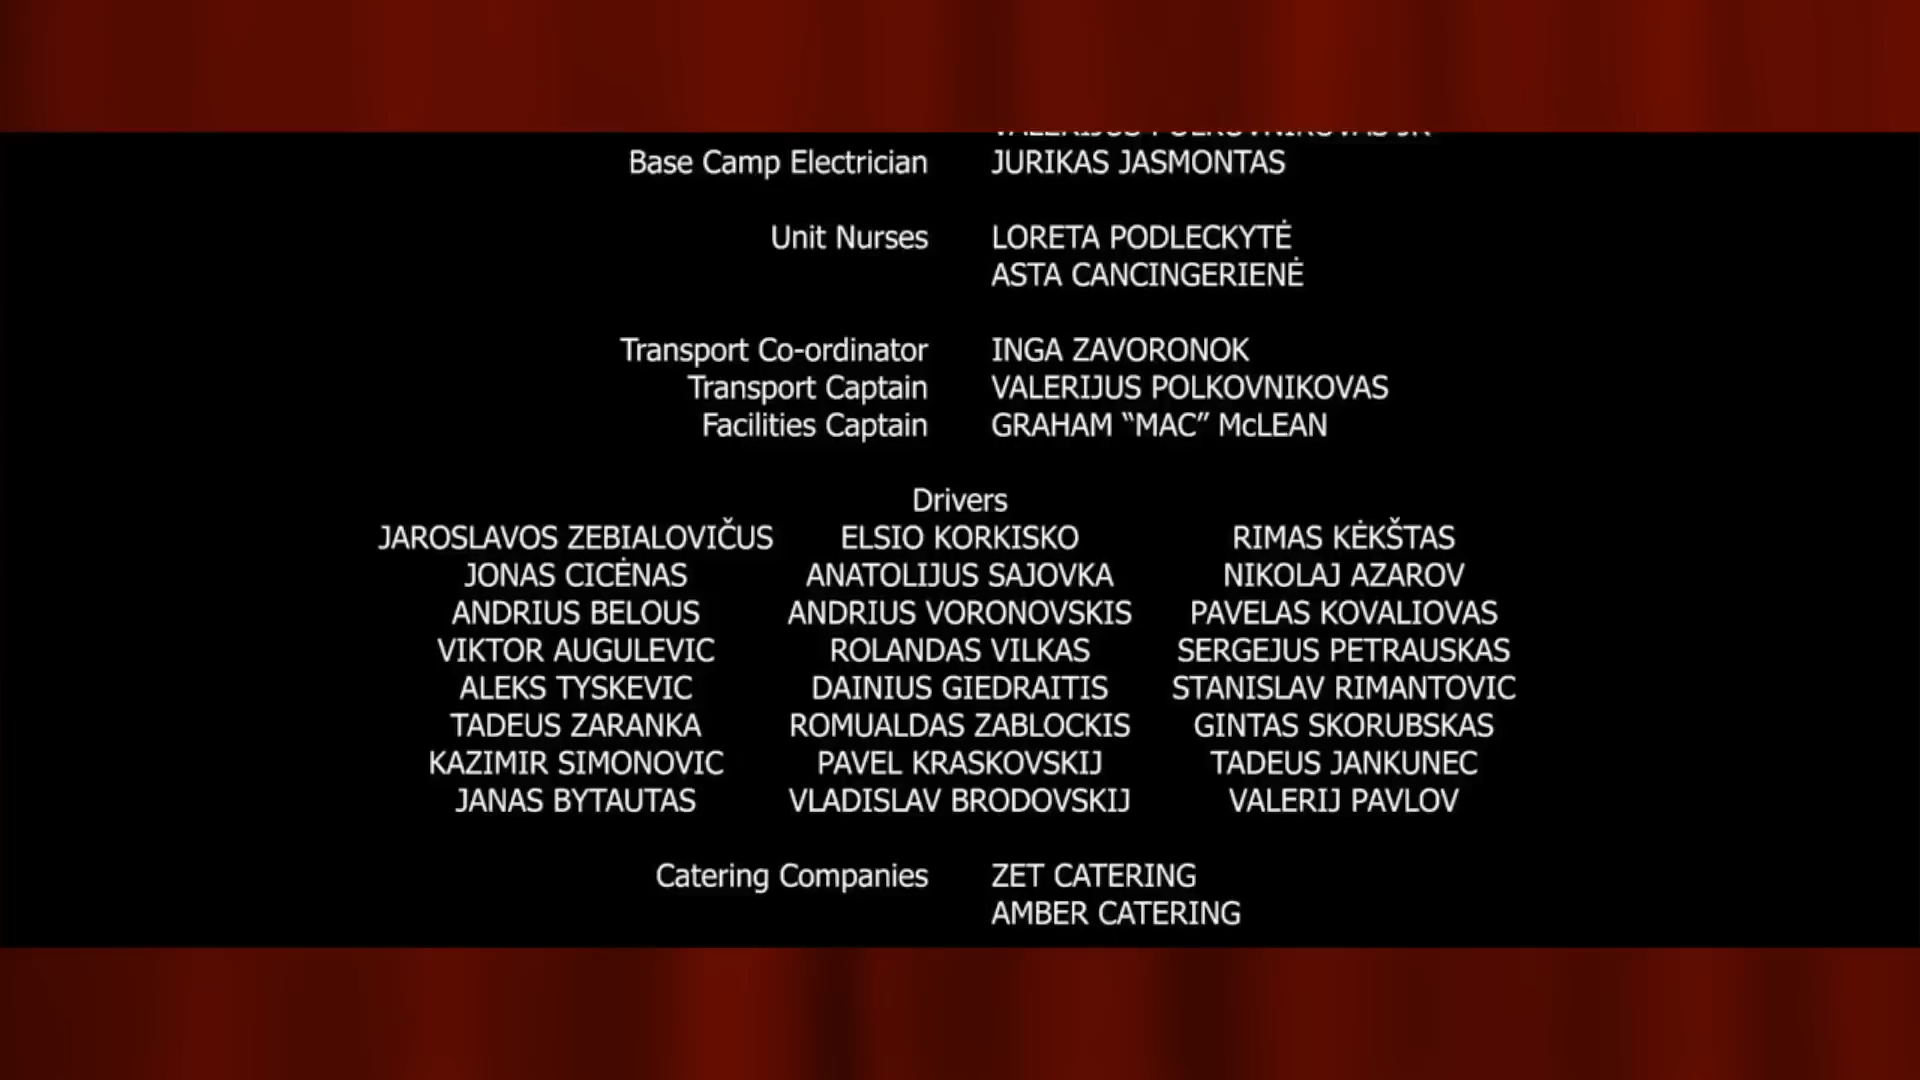 VALERIJUS POLKOVNIKOVAS JR
Base Camp Electrician JURIKAS JASMONTAS
Unit Nurses LORETA PODLECKYTĖ
ASTA CANCINGERIENĖ
Transport Co-ordinator INGA ZAVORONOK
Transport Captain VALERIJUS POLKOVNIKOVAS
Facilities Captain GRAHAM “MAC” McLEAN
Drivers
JAROSLAVOS ZEBIALOVIČUS ELSIO KORKISKO RIMAS KĖKŠTAS
JONAS CICĖNAS ANATOLIJUS SAJOVKA NIKOLAJ AZAROV
ANDRIUS BELOUS ANDRIUS VORONOVSKIS PAVELAS KOVALIOVAS
VIKTOR AUGULEVIC ROLANDAS VILKAS SERGEJUS PETRAUSKAS
ALEKS TYSKEVIC DAINIUS GIEDRAITIS STANISLAV RIMANTOVIC
TADEUS ZARANKA ROMUALDAS ZABLOCKIS GINTAS SKORUBSKAS
KAZIMIR SIMONOVIC PAVEL KRASKOVSKIJ TADEUS JANKUNEC
JANAS BYTAUTAS VLADISLAV BRODOVSKIJ VALERIJ PAVLOV
Catering Companies ZET CATERING
AMBER CATERING